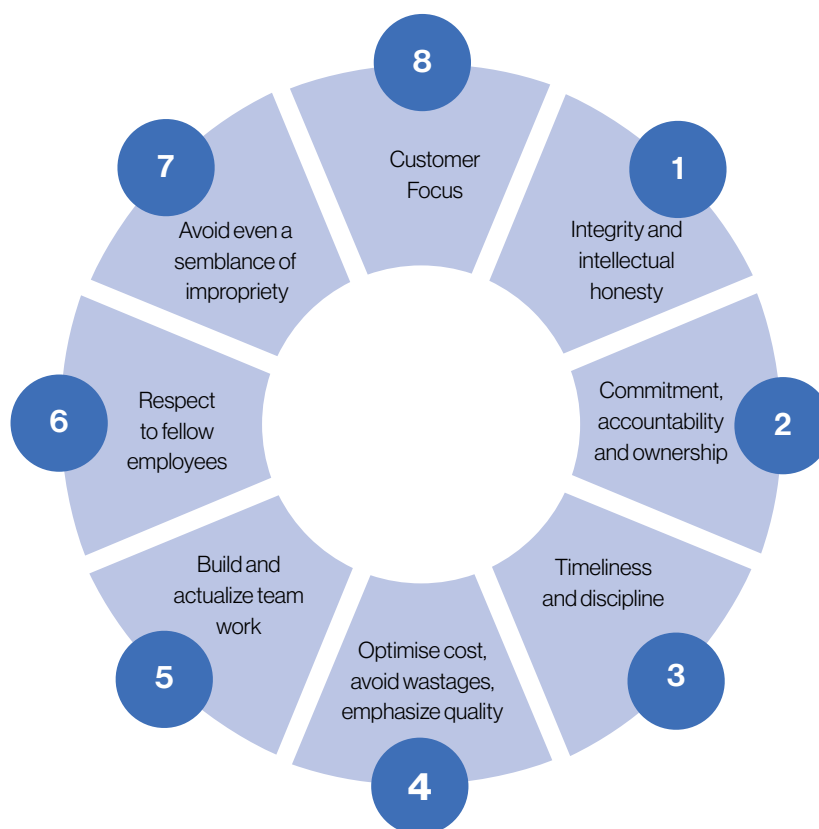 8
Customer
Focus
1
Integrity and
intellectual
honesty
2
Commitment,
accountability
and ownership
3
Timeliness
and discipline
4
Optimise cost,
avoid wastages,
emphasize quality
5
Build and
actualize team
work
6
Respect
to fellow
employees
7
Avoid even a
semblance of
impropriety